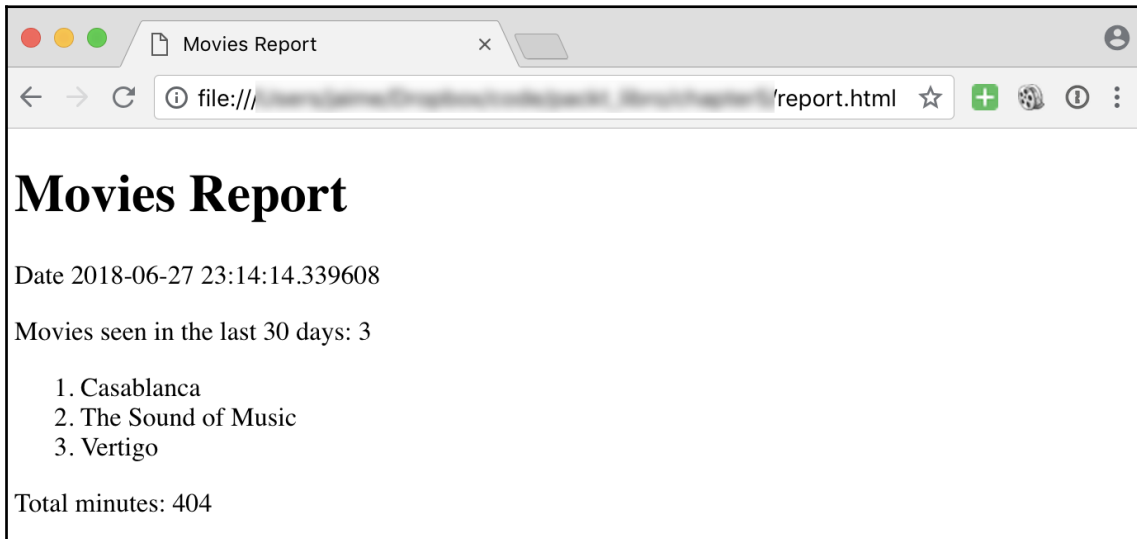 Movies Report
file:/// /report.html
Movies Report
Date 2018-06-27 23:14:14.339608
Movies seen in the last 30 days: 3
1. Casablanca
2. The Sound of Music
3. Vertigo
Total minutes: 404